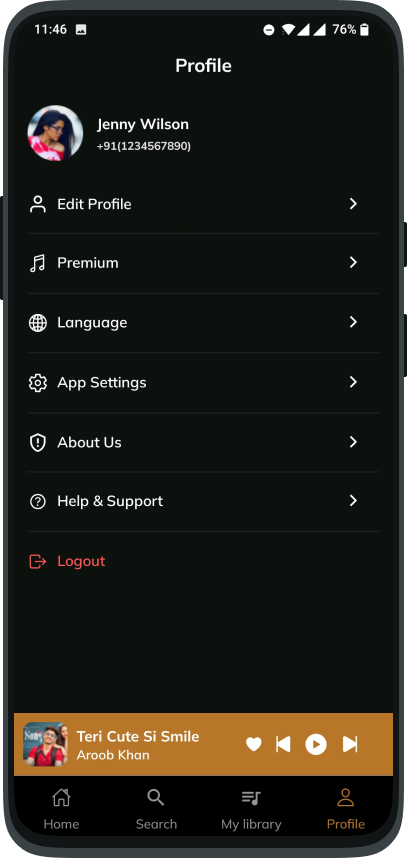 11:46
76%
Profile
Jenny Wilson
+91(1234567890)
Edit Profile
Premium
Language
App Settings
About Us
Help & Support
Logout
Teri Cute Si Smile
Aroob Khan
Home
Search
My library
Profile